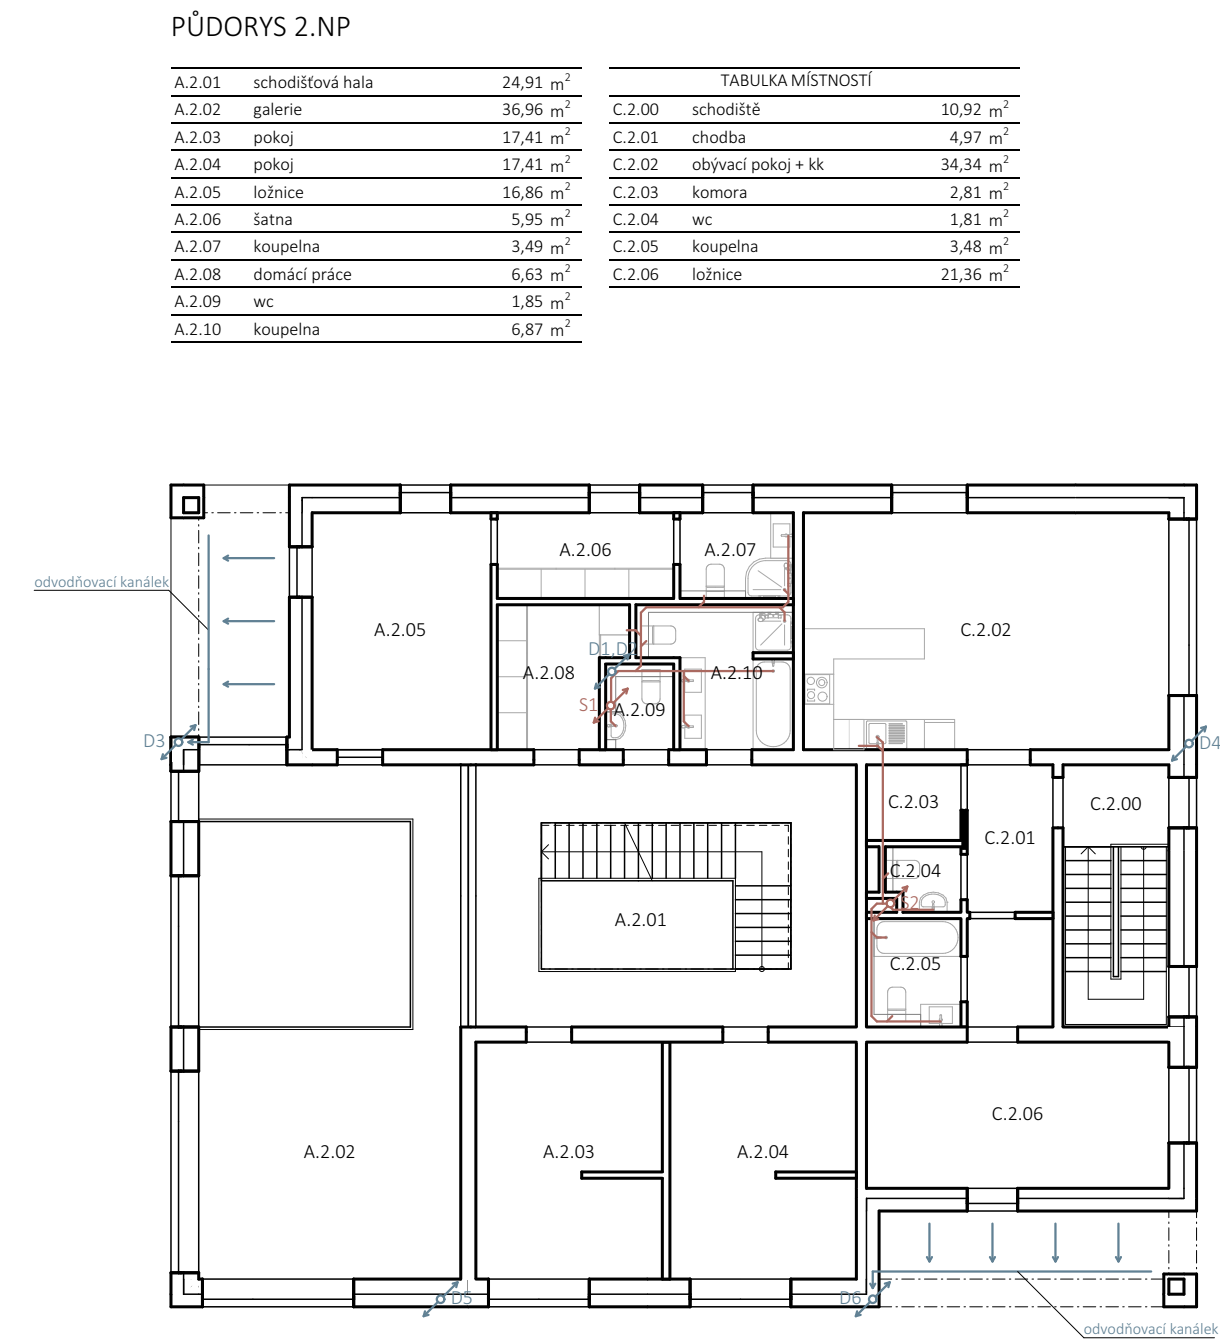 PŮDORYS 2.NP
A.2.01 schodišťová hala 24,91 m²
A.2.02 galerie 36,96 m²
A.2.03 pokoj 17,41 m²
A.2.04 pokoj 17,41 m²
A.2.05 ložnice 16,86 m²
A.2.06 šatna 5,95 m²
A.2.07 koupelna 3,49 m²
A.2.08 domácí práce 6,63 m²
A.2.09 wc 1,85 m²
A.2.10 koupelna 6,87 m²
TABULKA MÍSTNOSTÍ
C.2.00 schodiště 10,92 m²
C.2.01 chodba 4,97 m²
C.2.02 obývací pokoj + kk 34,34 m²
C.2.03 komora 2,81 m²
C.2.04 wc 1,81 m²
C.2.05 koupelna 3,48 m²
C.2.06 ložnice 21,36 m²
A.2.06
A.2.07
odvodňovací kanálek
A.2.05
C.2.02
D1,D2
A.2.08
A.2.10
S1
A.2.09
D3
D4
C.2.03
C.2.00
C.2.01
C.2.04
S2
A.2.01
C.2.05
C.2.06
A.2.02
A.2.03
A.2.04
D5
D6
odvodňovací kanálek